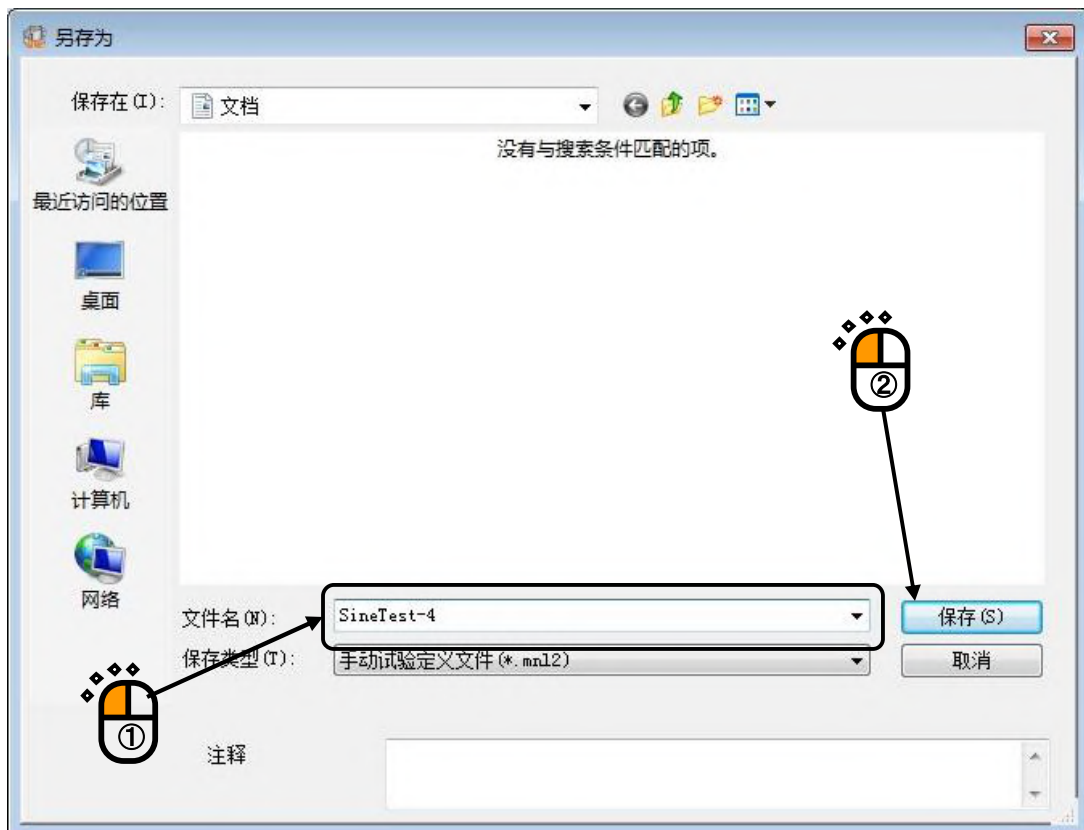 另存为
保存在(I):
文档
没有与搜索条件匹配的项。
最近访问的位置
桌面
库
计算机
网络
②
文件名(N):
SineTest-4
保存(S)
保存类型(T):
手动试验定义文件(*.mnl2)
取消
①
注释